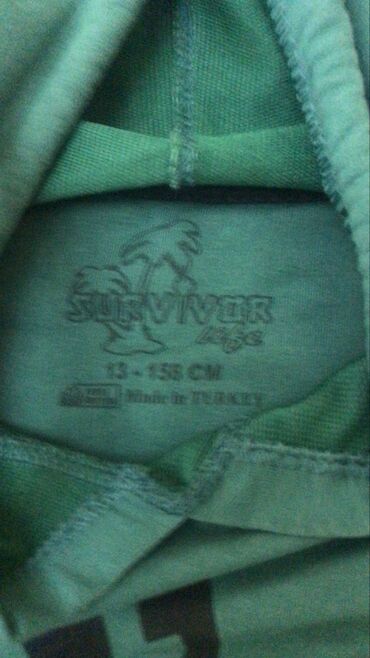 SURVIVOR
Life
13 - 158 CM
Made in TURKEY